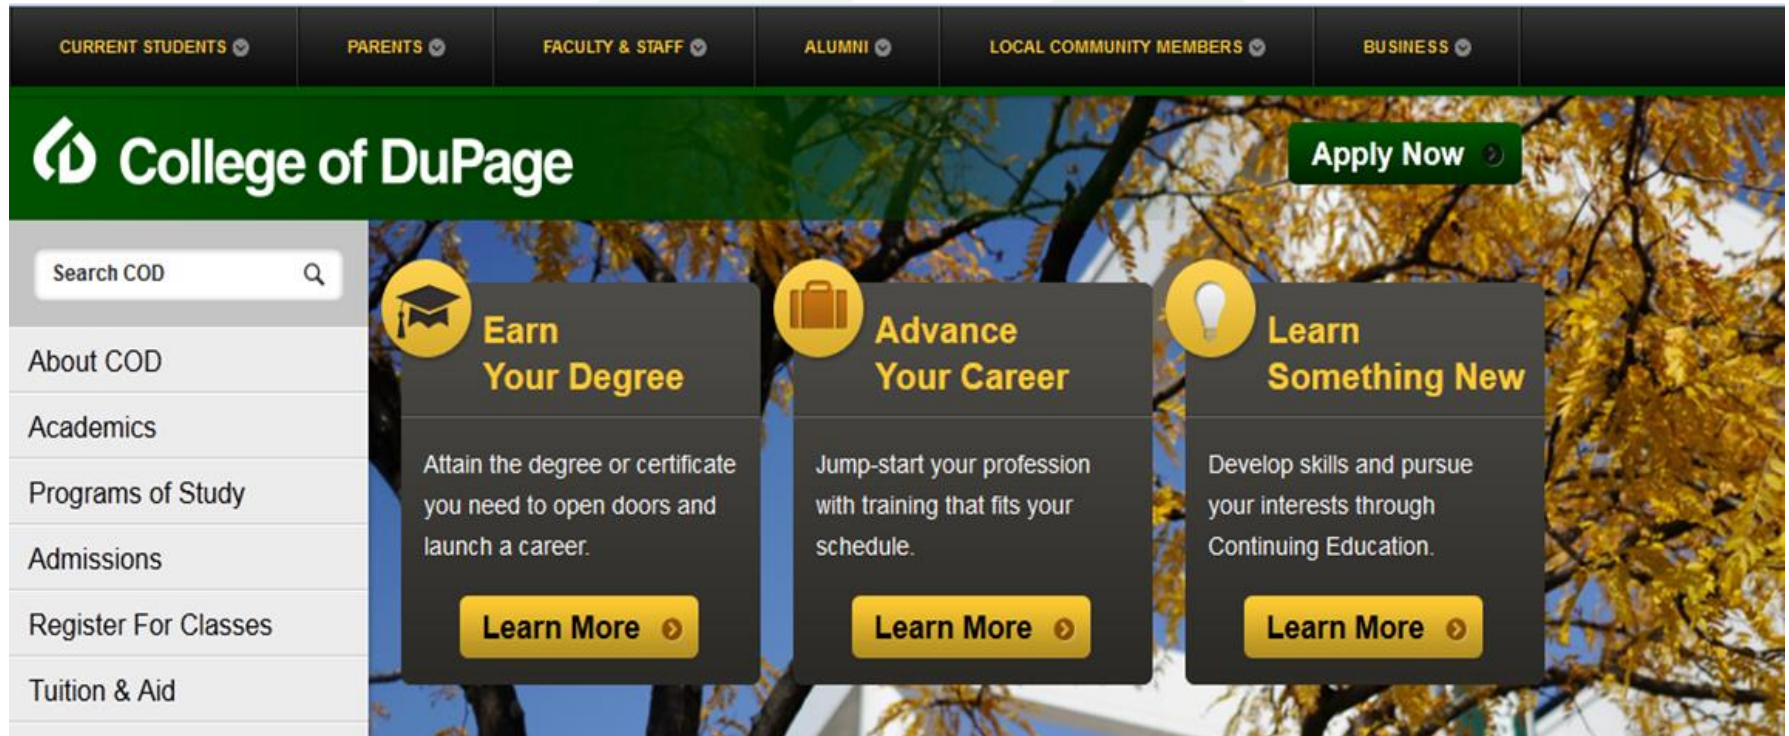 CURRENT STUDENTS
PARENTS
FACULTY & STAFF
ALUMNI
LOCAL COMMUNITY MEMBERS
BUSINESS
College of DuPage
Apply Now
Search COD
About COD
Academics
Programs of Study
Admissions
Register For Classes
Tuition & Aid
Earn
Your Degree
Attain the degree or certificate
you need to open doors and
launch a career.
Learn More
Advance
Your Career
Jump-start your profession
with training that fits your
schedule.
Learn More
Learn
Something New
Develop skills and pursue
your interests through
Continuing Education.
Learn More